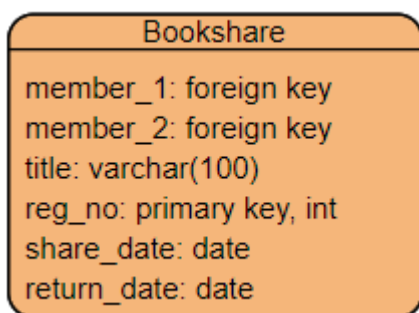 Bookshare
member_1: foreign key
member_2: foreign key
title: varchar(100)
reg_no: primary key, int
share_date: date
return_date: date